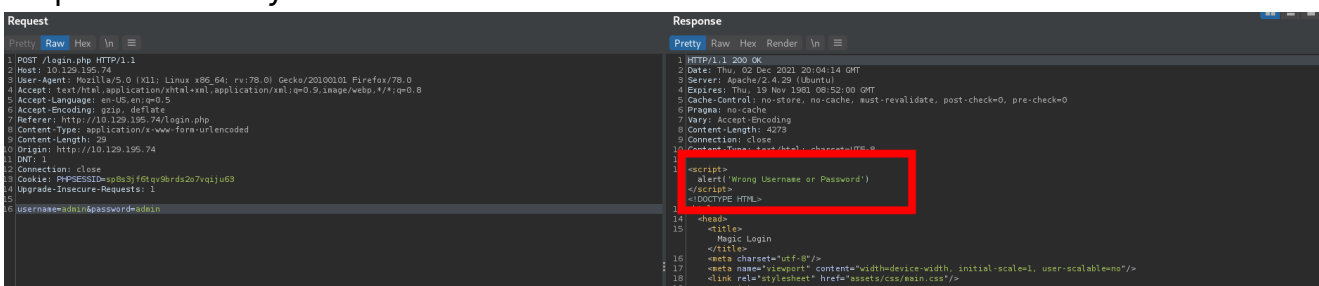 Request
Response
Pretty Raw Hex \n
Pretty Raw Hex Render \n
1 POST /login.php HTTP/1.1
2 Host: 10.129.195.74
3 User-Agent: Mozilla/5.0 (X11; Linux x86_64; rv:78.0) Gecko/20100101 Firefox/78.0
4 Accept: text/html,application/xhtml+xml,application/xml;q=0.9,image/webp,*/*;q=0.8
5 Accept-Language: en-US,en;q=0.5
6 Accept-Encoding: gzip, deflate
7 Referer: http://10.129.195.74/login.php
8 Content-Type: application/x-www-form-urlencoded
9 Content-Length: 29
10 Origin: http://10.129.195.74
11 DNT: 1
12 Connection: close
13 Cookie: PHPSESSID=sp8s3jf6tqv9brds2o7vqiju63
14 Upgrade-Insecure-Requests: 1
15
16 username=admin&password=admin
1 HTTP/1.1 200 OK
2 Date: Thu, 02 Dec 2021 20:04:14 GMT
3 Server: Apache/2.4.29 (Ubuntu)
4 Expires: Thu, 19 Nov 1981 08:52:00 GMT
5 Cache-Control: no-store, no-cache, must-revalidate, post-check=0, pre-check=0
6 Pragma: no-cache
7 Vary: Accept-Encoding
8 Content-Length: 4273
9 Connection: close
10 Content-Type: text/html; charset=UTF-8
<script>
alert('Wrong Username or Password')
</script>
<!DOCTYPE HTML>
14 <head>
15 <title>
Magic Login
</title>
16 <meta charset="utf-8"/>
17 <meta name="viewport" content="width=device-width, initial-scale=1, user-scalable=no"/>
18 <link rel="stylesheet" href="assets/css/main.css"/>